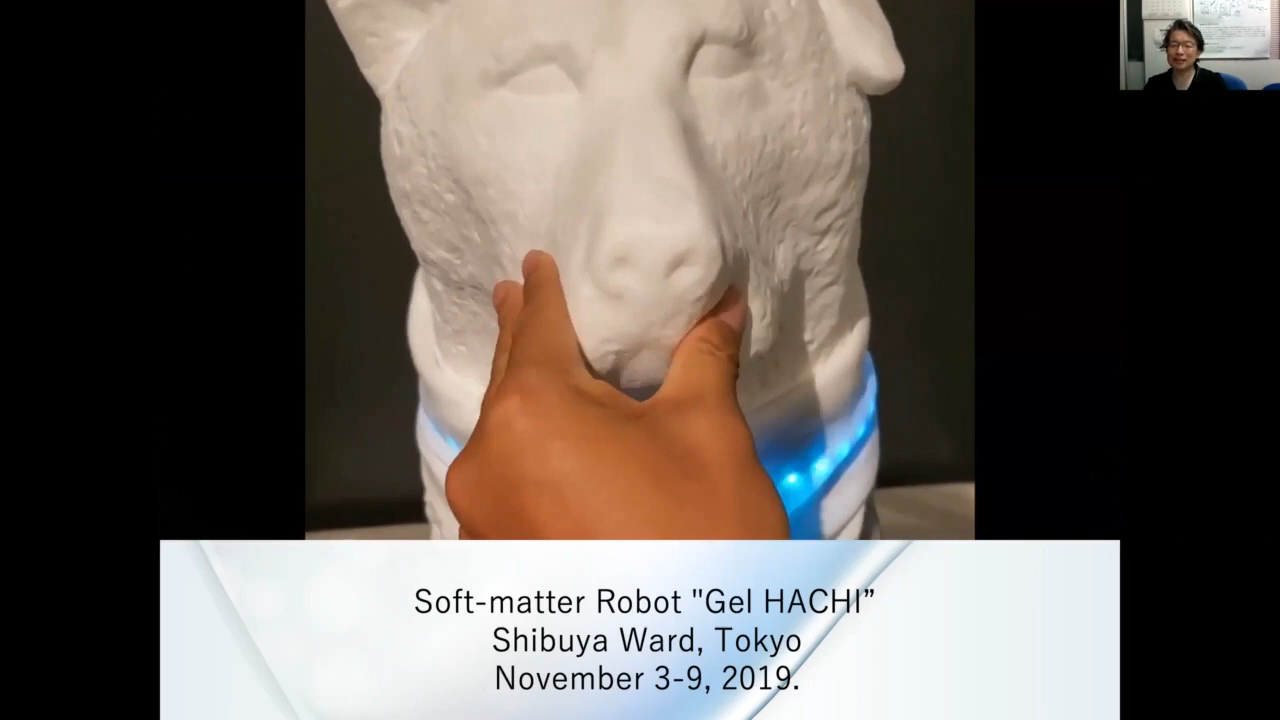 Soft-matter Robot "Gel HACHI”
Shibuya Ward, Tokyo
November 3-9, 2019.